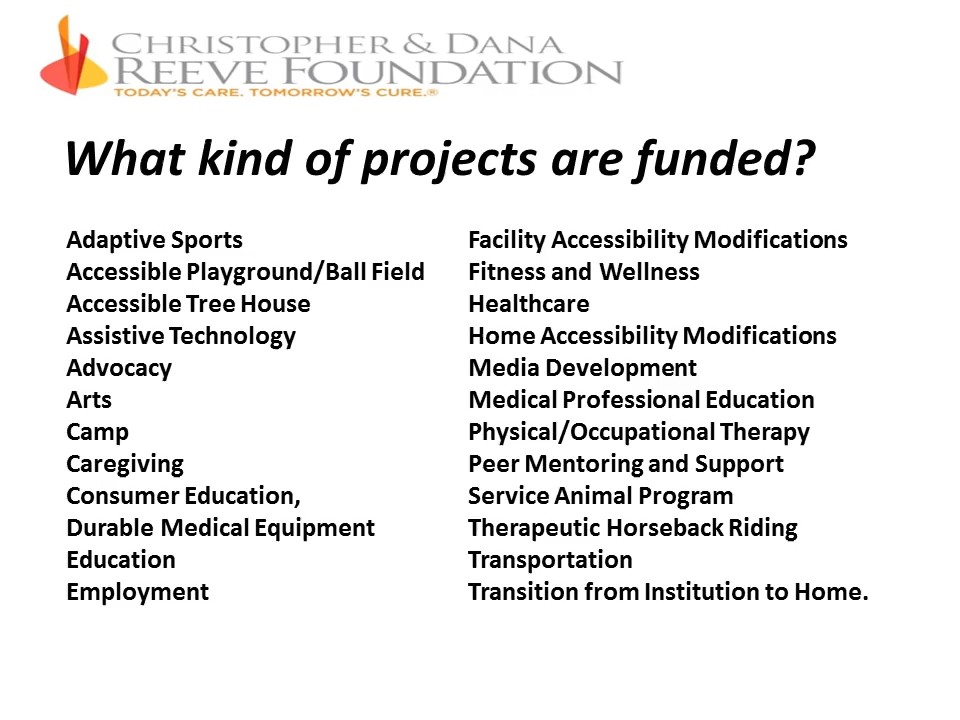 CHRISTOPHER & DANA
REEVE FOUNDATION
TODAY'S CARE. TOMORROW'S CURE.®
What kind of projects are funded?
Adaptive Sports
Accessible Playground/Ball Field
Accessible Tree House
Assistive Technology
Advocacy
Arts
Camp
Caregiving
Consumer Education,
Durable Medical Equipment
Education
Employment
Facility Accessibility Modifications
Fitness and Wellness
Healthcare
Home Accessibility Modifications
Media Development
Medical Professional Education
Physical/Occupational Therapy
Peer Mentoring and Support
Service Animal Program
Therapeutic Horseback Riding
Transportation
Transition from Institution to Home.